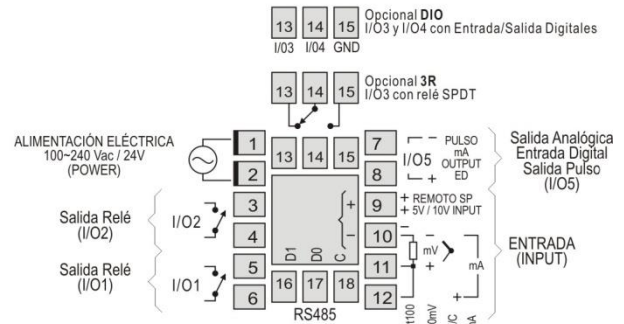 13 14 15
I/03 I/04 GND
Opcional DIO
I/O3 y I/O4 con Entrada/Salida Digitales
13 14 15
Opcional 3R
I/O3 con relé SPDT
ALIMENTACIÓN ELÉCTRICA
100~240 Vac / 24V
(POWER)
1
2
13 14 15
7
8
I/O5
PULSO
mA
OUTPUT
ED
Salida Analógica
Entrada Digital
Salida Pulso
(I/O5)
Salida Relé
(I/O2)
I/O2
3
4
Salida Relé
(I/O1)
I/O1
5
6
D1 D0 C
16 17 18
RS485
9
10
11
12
+ REMOTO SP
+ 5V / 10V INPUT
mV
mA
ENTRADA
(INPUT)